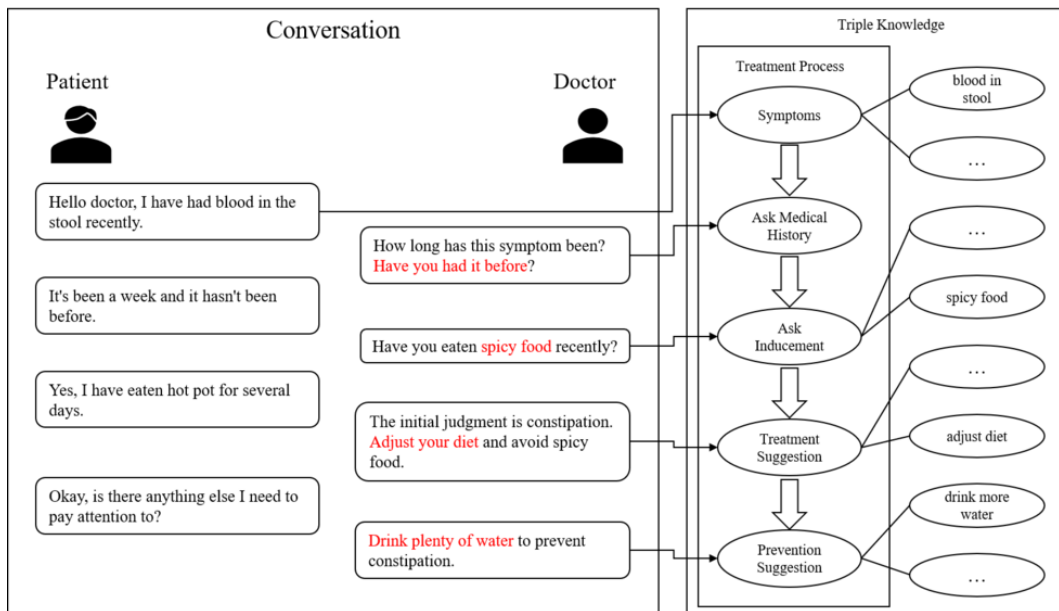 Conversation
Patient
Doctor
Hello doctor, I have had blood in the
stool recently.
How long has this symptom been?
Have you had it before?
It's been a week and it hasn't been
before.
Have you eaten spicy food recently?
Yes, I have eaten hot pot for several
days.
The initial judgment is constipation.
Adjust your diet and avoid spicy
food.
Okay, is there anything else I need to
pay attention to?
Drink plenty of water to prevent
constipation.
Triple Knowledge
Treatment Process
Symptoms
Ask Medical
History
Ask
Inducement
Treatment
Suggestion
Prevention
Suggestion
blood in
stool
…
…
spicy food
…
adjust diet
drink more
water
…